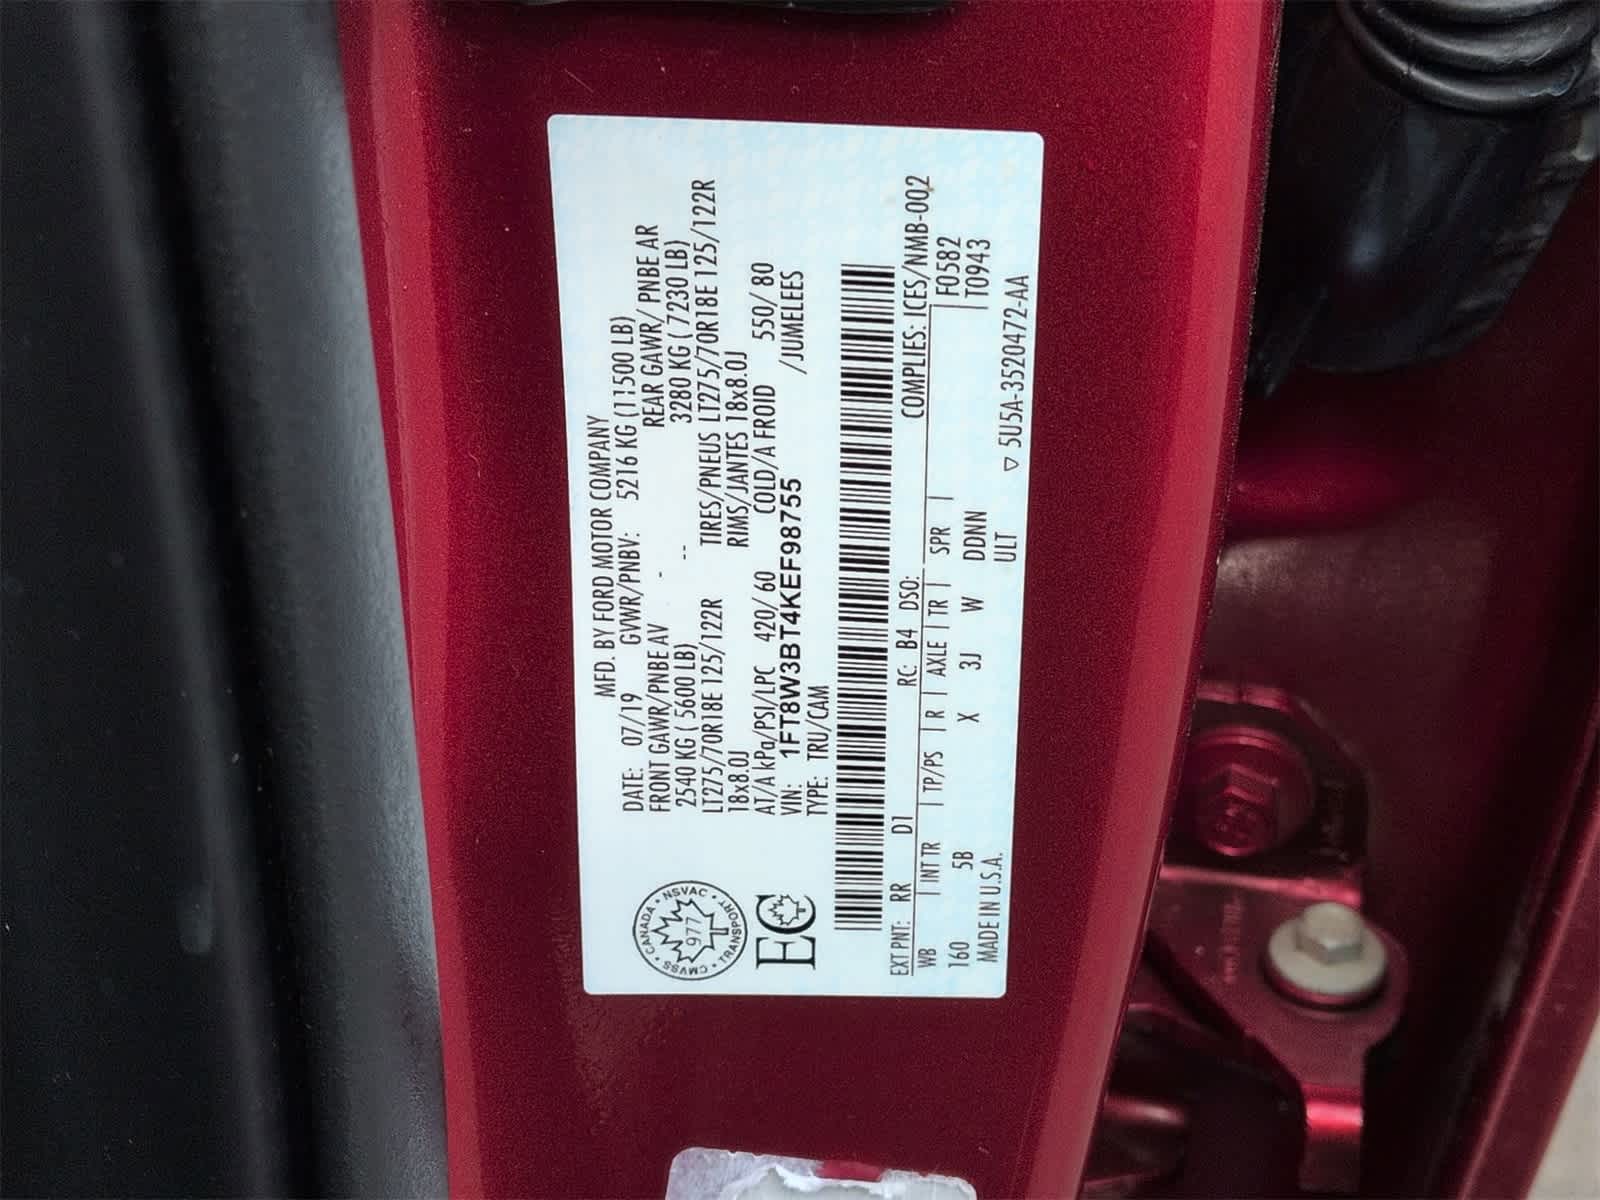 MFD. BY FORD MOTOR COMPANY
DATE: 07/19 GVWR/PNBV: 5216 KG (11500 LB)
FRONT GAWR/PNBE AV - REAR GAWR/ PNBE AR
2540 KG ( 5600 LB) -- 3280 KG ( 7230 LB)
LT275/70R18E 125/122R TIRES/PNEUS LT275/70R18E 125/122R
18x8.0J RIMS/JANTES 18x8.0J
AT/A kPa/PSI/LPC 420/ 60 COLD/A FROID 550/ 80
VIN: 1FT8W3BT4KEF98755 /JUMELEES
TYPE: TRU/CAM
CANADA • NSVAC • TRANSPORT • CMVSS •
977
EC
COMPLIES: ICES/NMB-002
EXT PNT: RR D1 RC: B4 DSO: F0582
WB | INT TR | TP/PS | R | AXLE | TR | SPR | T0943
160 5B X 3J W DDNN
MADE IN U.S.A. ULT ▽ 5U5A-3520472-AA